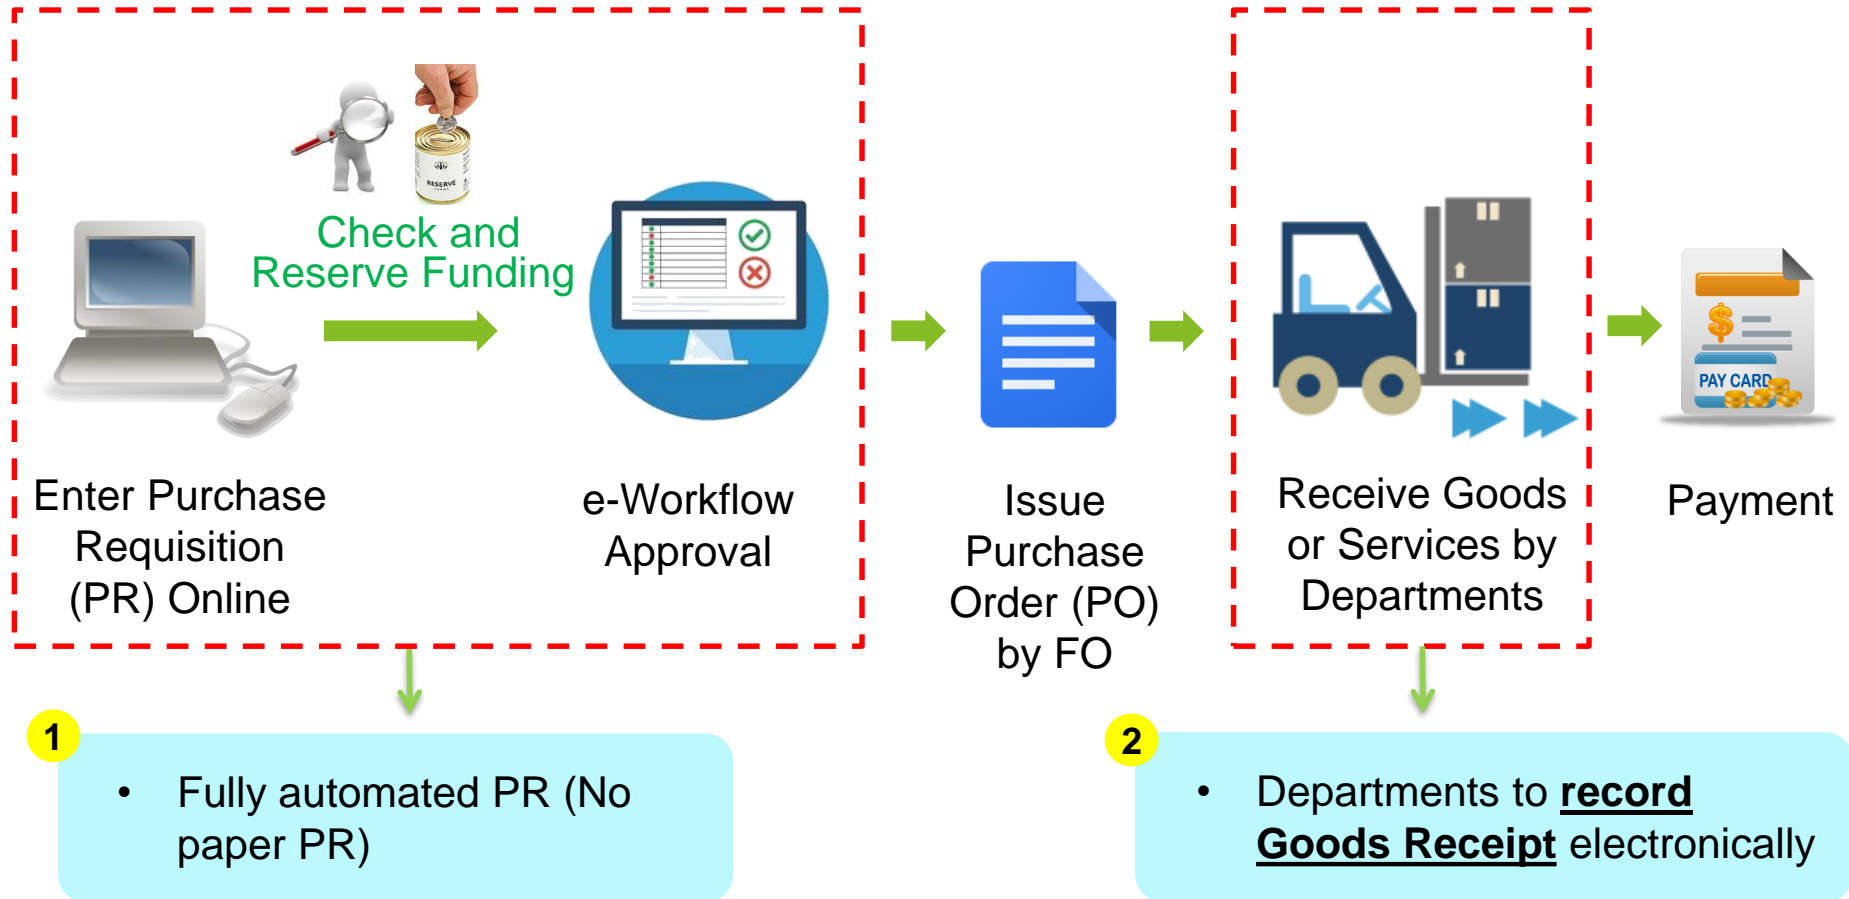 RESERVE
Check and
Reserve Funding
PAY CARD
Enter Purchase
Requisition
(PR) Online
e-Workflow
Approval
Issue
Purchase
Order (PO)
by FO
Receive Goods
or Services by
Departments
Payment
1
• Fully automated PR (No
paper PR)
2
• Departments to record
Goods Receipt electronically